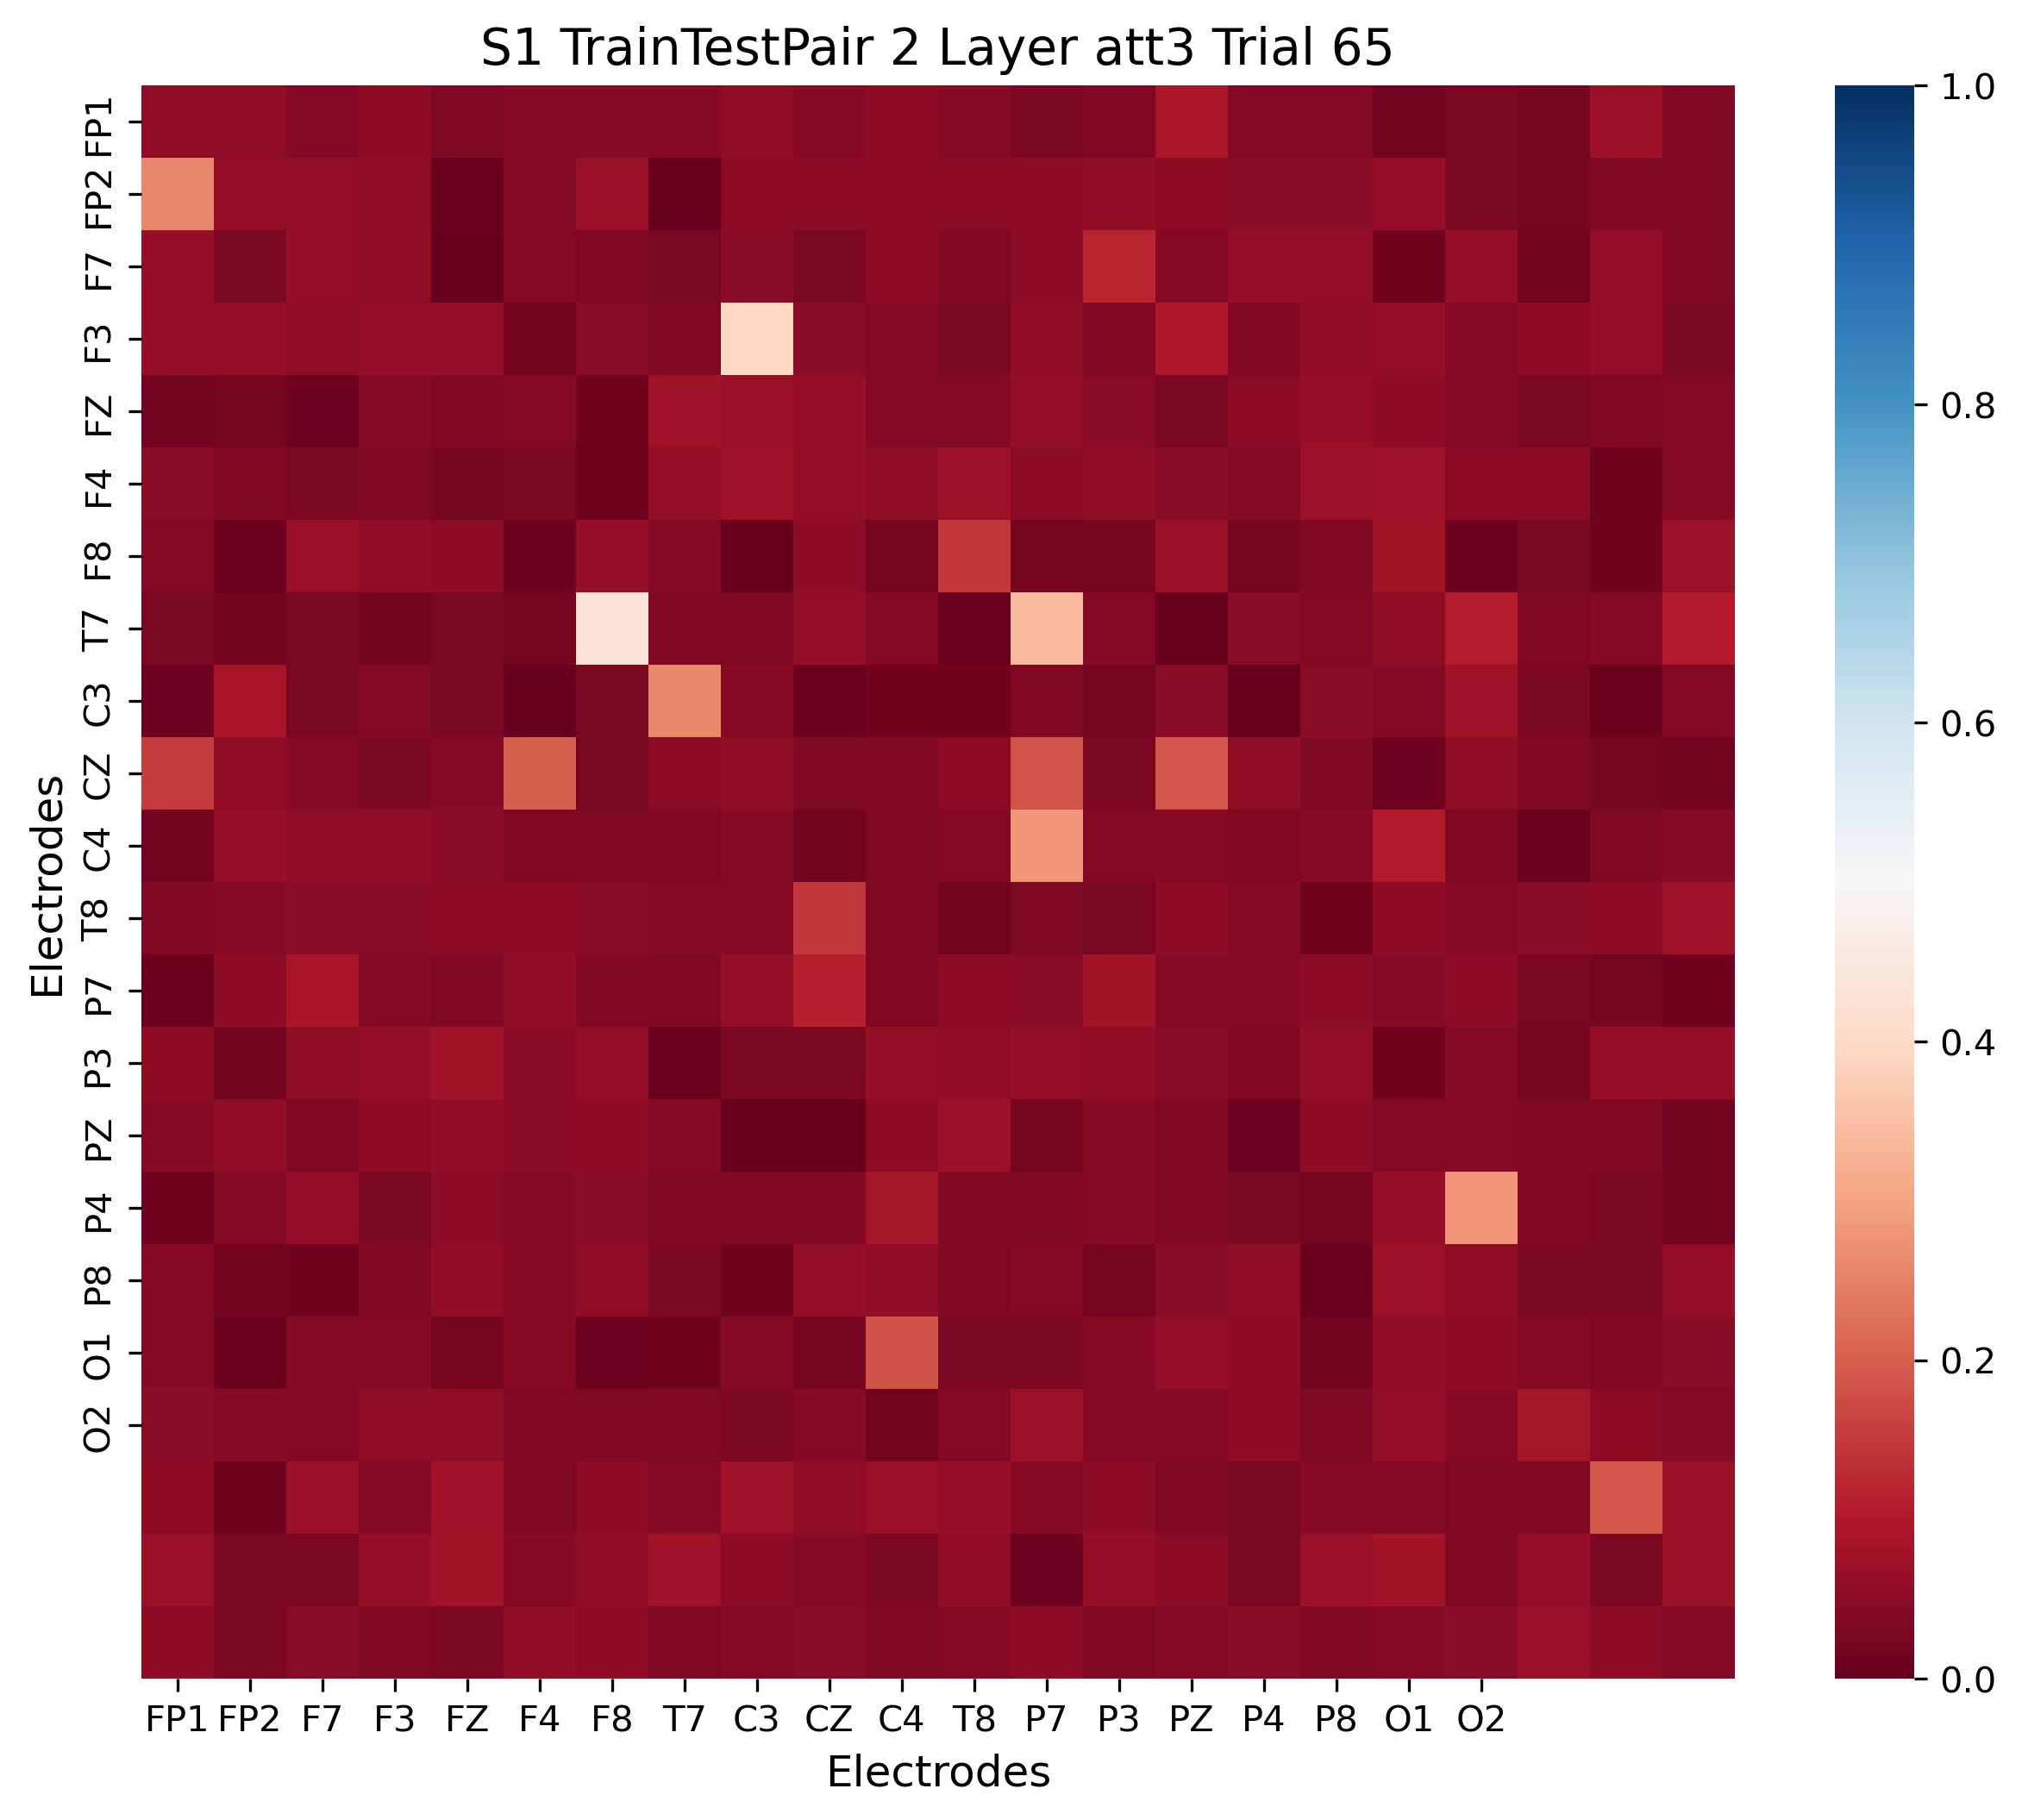 S1 TrainTestPair 2 Layer att3 Trial 65
Electrodes
FP1
FP2
F7
F3
FZ
F4
F8
T7
C3
CZ
C4
T8
P7
P3
PZ
P4
P8
O1
O2
FP1 FP2 F7 F3 FZ F4 F8 T7 C3 CZ C4 T8 P7 P3 PZ P4 P8 O1 O2
Electrodes
1.0
0.8
0.6
0.4
0.2
0.0